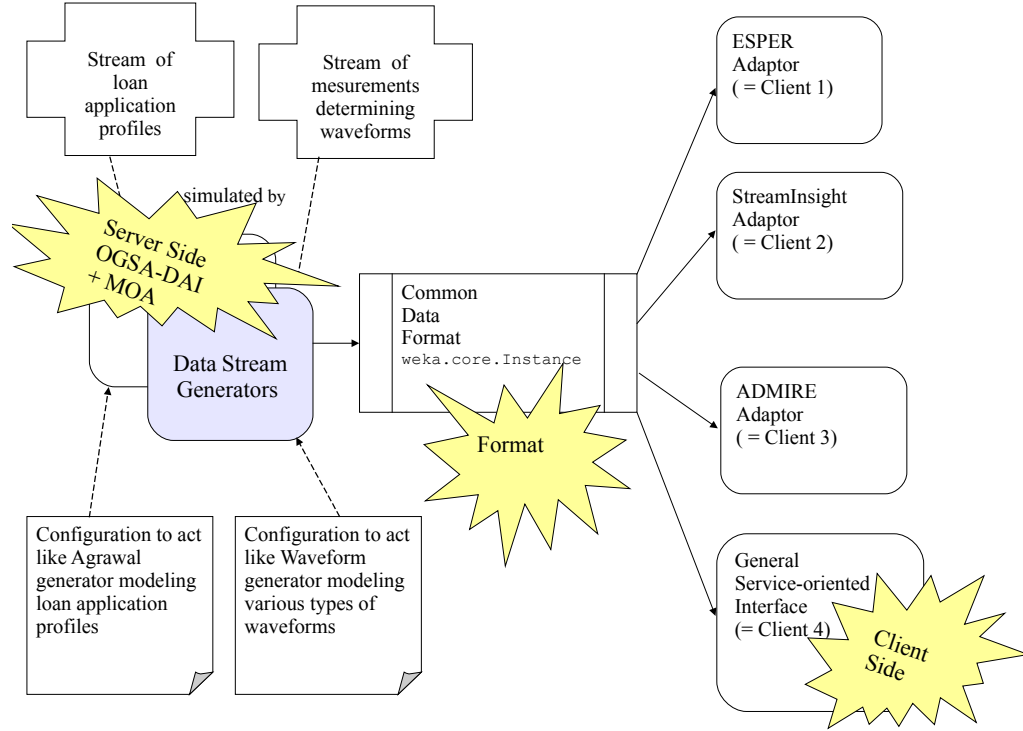 Stream of
loan
application
profiles
Stream of
mesurements
determining
waveforms
simulated by
Server Side
OGSA-DAI
+ MOA
Data Stream
Generators
Common
Data
Format
weka.core.Instance
Format
ESPER
Adaptor
( = Client 1)
StreamInsight
Adaptor
(= Client 2)
ADMIRE
Adaptor
( = Client 3)
General
Service-oriented
Interface
(= Client 4)
Client
Side
Configuration to act
like Agrawal
generator modeling
loan application
profiles
Configuration to act
like Waveform
generator modeling
various types of
waveforms